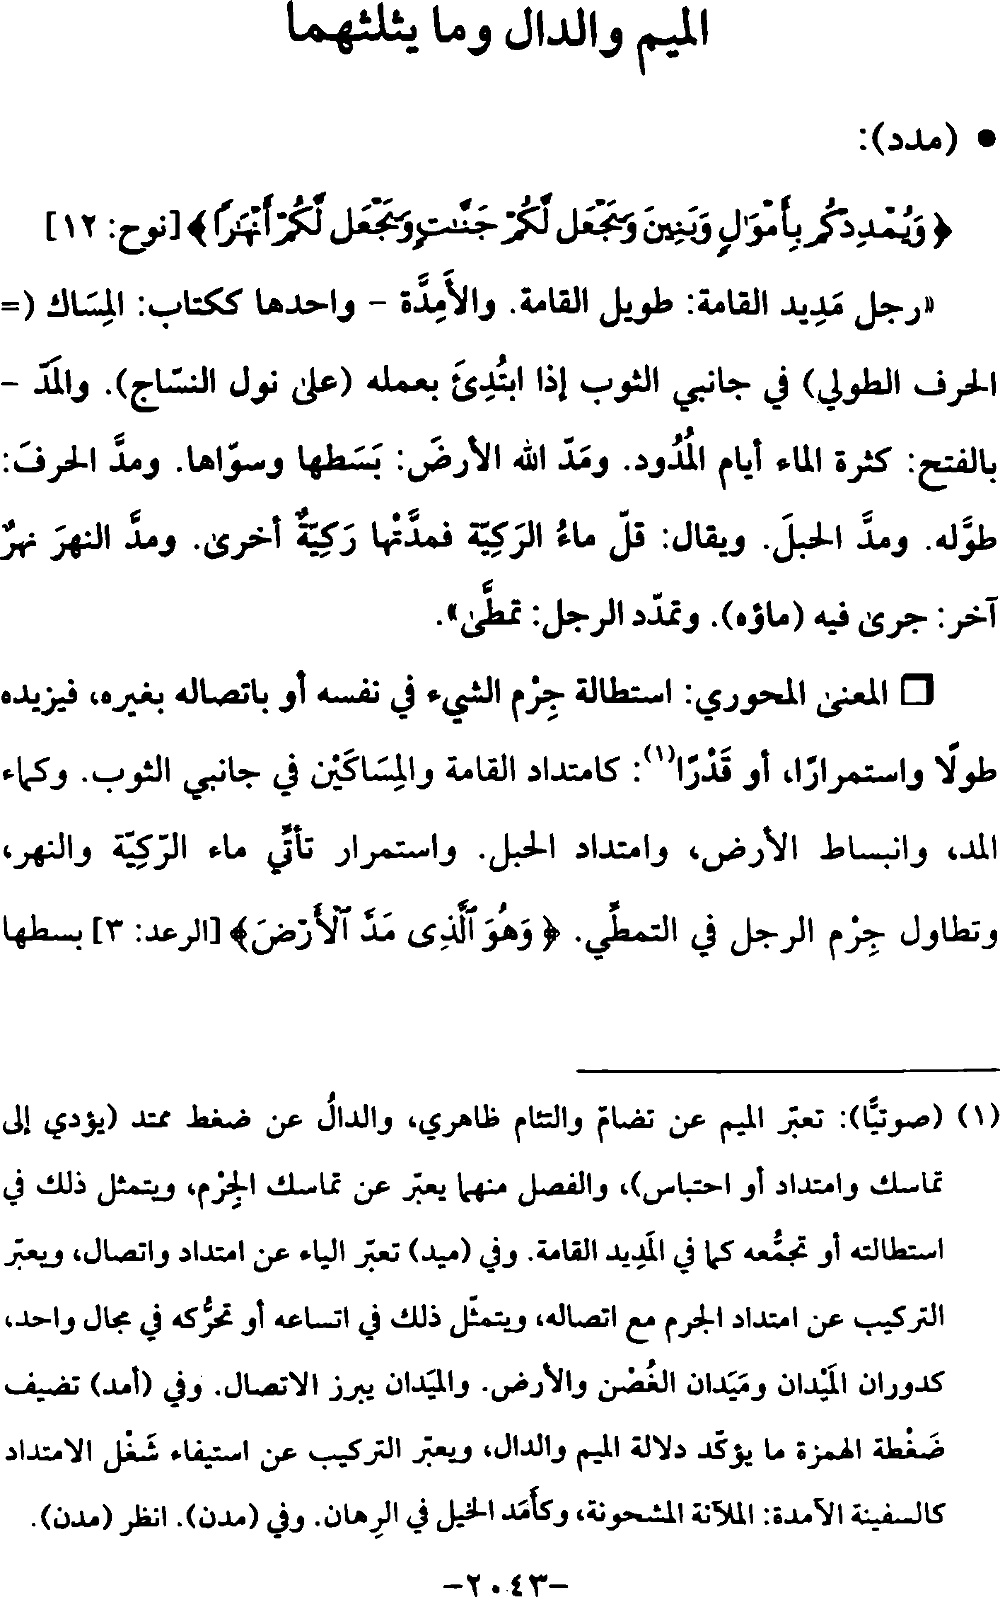 الميم والدال وما يثلثهما
• (مدد):
﴿وَيُمْدِدْكُم بِأَمْوَٰلٍ وَبَنِينَ وَيَجْعَل لَّكُمْ جَنَّٰتٍ وَيَجْعَل لَّكُمْ أَنْهَٰرًا﴾ [نوح: ١٢]
«رجل مَدِيد القامة: طويل القامة. والأَمِدَّة – واحدها ككتاب: المِسَاك (=
الحرف الطولي) في جانبي الثوب إذا ابتُدِئَ بعمله (على نول النسّاج). والمَدّ –
بالفتح: كثرة الماء أيام المُدُود. ومَدّ الله الأرضَ: بَسَطها وسوّاها. ومدَّ الحرفَ:
طوَّله. ومدَّ الحبلَ. ويقال: قلّ ماءُ الرَكِيّة فمدَّتْها رَكِيّةٌ أخرى. ومدَّ النهرَ نهرٌ
آخر: جرى فيه (ماؤه). وتمدّد الرجل: تمطَّى».
❒ المعنى المحوري: استطالة جِرْم الشيء في نفسه أو باتصاله بغيره، فيزيده
طولًا واستمرارًا، أو قَدْرًا(١): كامتداد القامة والمِسَاكَيْن في جانبي الثوب. وكماء
المد، وانبساط الأرض، وامتداد الحبل. واستمرار تأتِّي ماء الرّكِيّة والنهر،
وتطاول جِرْم الرجل في التمطِّي. ﴿وَهُوَ ٱلَّذِى مَدَّ ٱلْأَرْضَ﴾ [الرعد: ٣] بسطها
(١) (صوتيًّا): تعبّر الميم عن تضامّ والتئام ظاهري، والدالُ عن ضغط ممتد (يؤدي إلى
تماسك وامتداد أو احتباس)، والفصل منهما يعبّر عن تماسك الجِرْم، ويتمثل ذلك في
استطالته أو تجمُّعه كما في المَدِيد القامة. وفي (ميد) تعبّر الياء عن امتداد واتصال، ويعبّر
التركيب عن امتداد الجرم مع اتصاله، ويتمثّل ذلك في اتساعه أو تحرُّكه في مجال واحد،
كدوران المَيْدان ومَيَدان الغُصْن والأرض. والميَدان يبرز الاتصال. وفي (أمد) تضيف
ضَغْطة الهمزة ما يؤكّد دلالة الميم والدال، ويعبّر التركيب عن استيفاء شَغْل الامتداد
كالسفينة الآمدة: الملآنة المشحونة، وكأَمَد الخيل في الرِهان. وفي (مدن). انظر (مدن).
–٢٠٤٣–